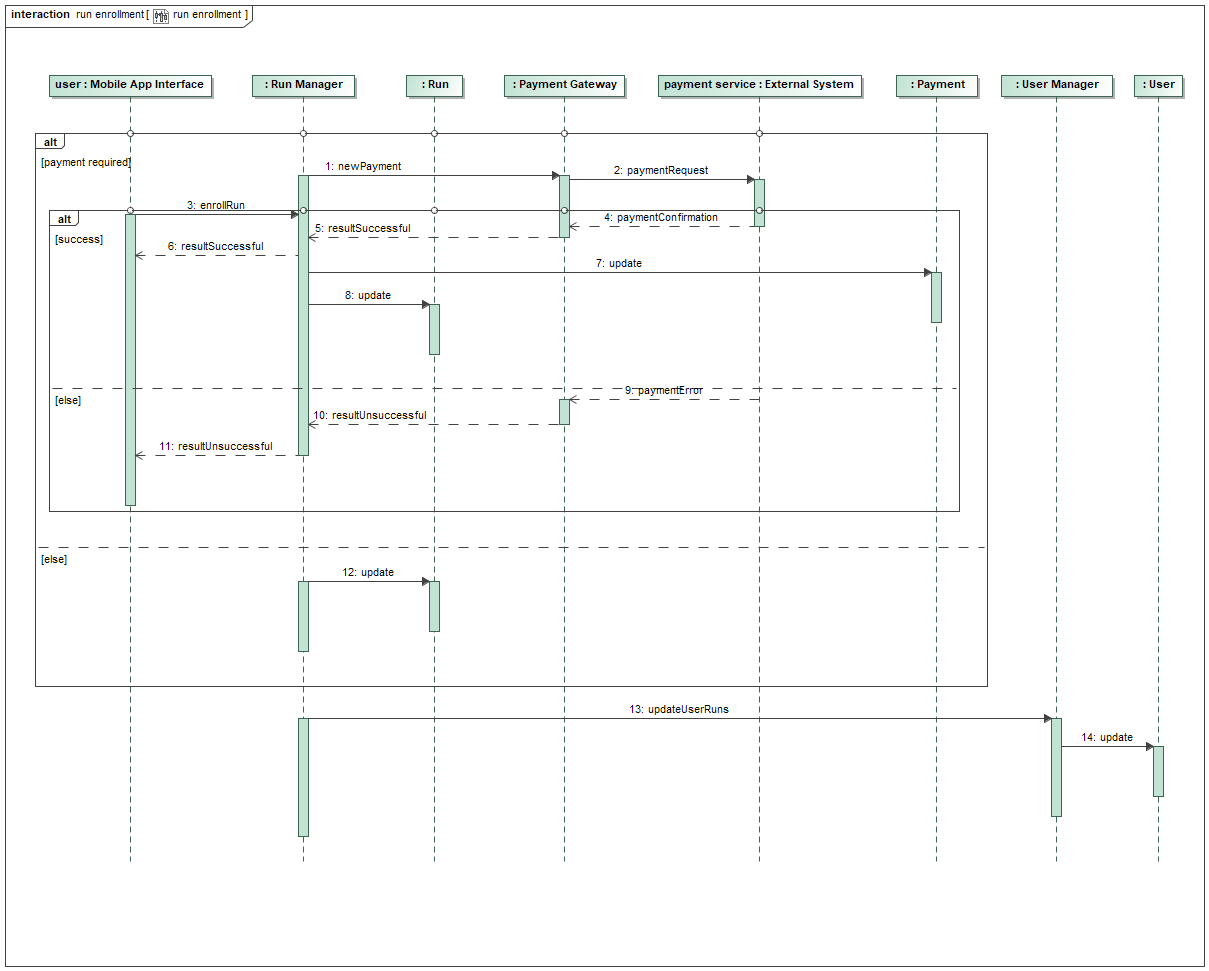 interaction run enrollment [ run enrollment ]
user : Mobile App Interface
: Run Manager
: Run
: Payment Gateway
payment service : External System
: Payment
: User Manager
: User
alt
[payment required]
1: newPayment
2: paymentRequest
3: enrollRun
alt
4: paymentConfirmation
5: resultSuccessful
[success]
6: resultSuccessful
7: update
8: update
9: paymentError
[else]
10: resultUnsuccessful
11: resultUnsuccessful
[else]
12: update
13: updateUserRuns
14: update